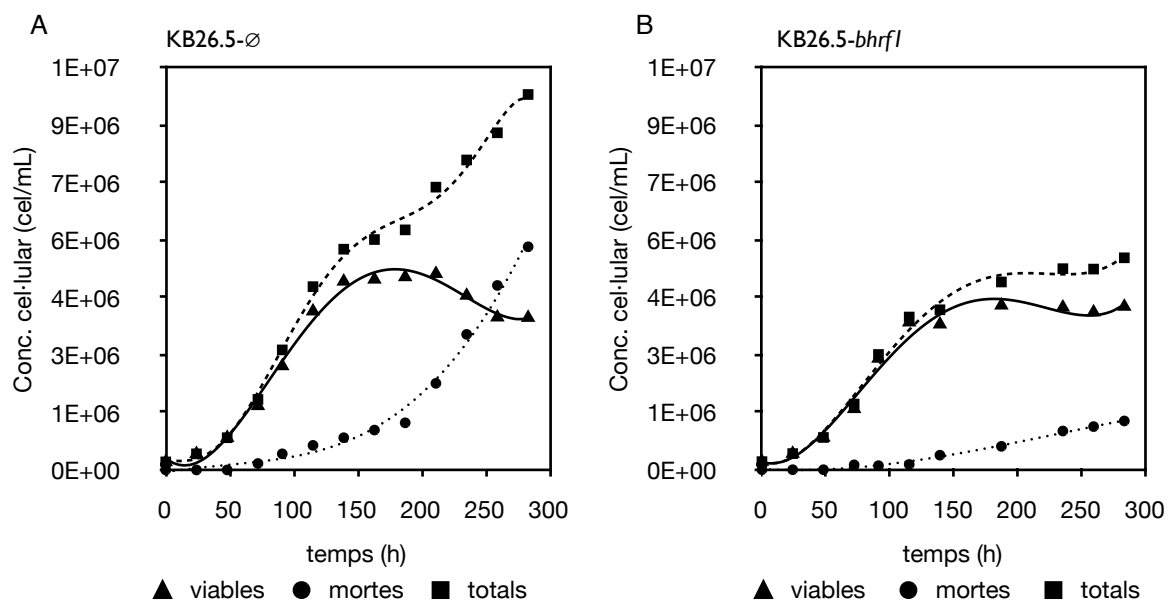 A
KB26.5-∅
1E+07
9E+06
7E+06
6E+06
4E+06
3E+06
1E+06
0E+00
Conc. cel·lular (cel/mL)
0 50 100 150 200 250 300
temps (h)
▲ viables ● mortes ■ totals
B
KB26.5-bhrf1
1E+07
9E+06
7E+06
6E+06
4E+06
3E+06
1E+06
0E+00
Conc. cel·lular (cel/mL)
0 50 100 150 200 250 300
temps (h)
▲ viables ● mortes ■ totals